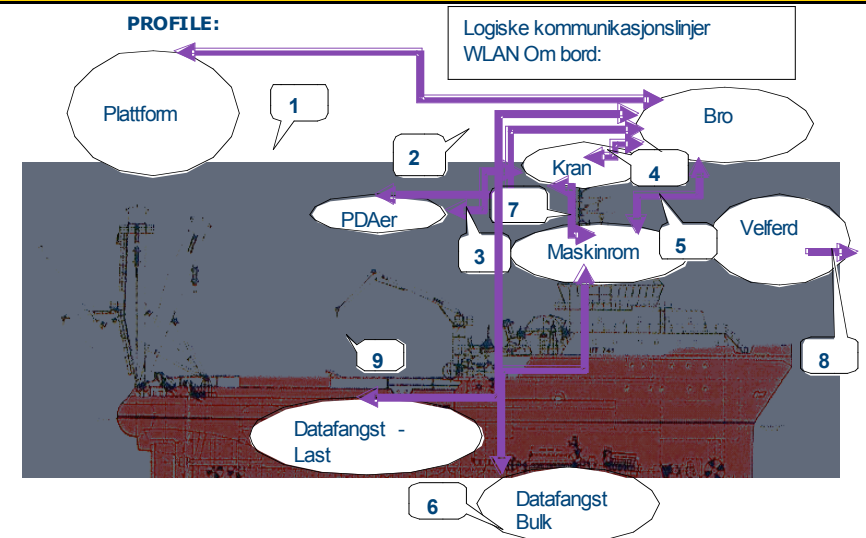 PROFILE:
Logiske kommunikasjonslinjer
WLAN Om bord:
Plattform
1
Bro
2
Kran
4
PDAer
7
3
Maskinrom
5
Velferd
9
8
Datafangst -
Last
6
Datafangst
Bulk